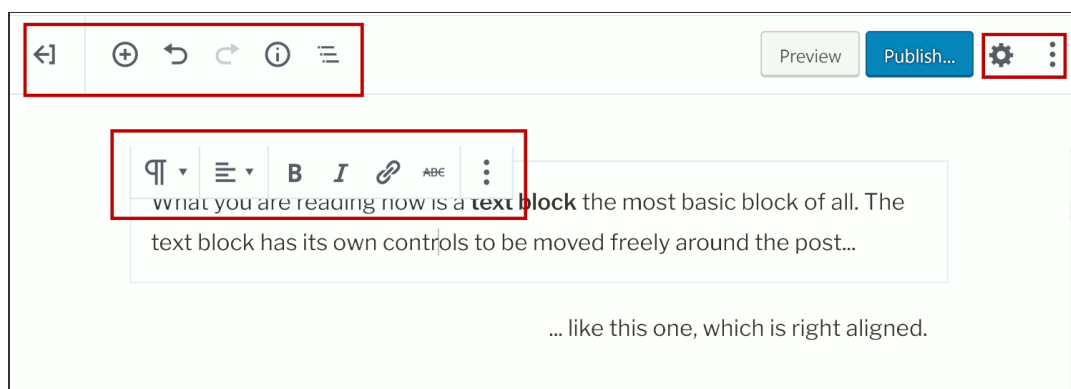 Preview
Publish...
B I ABC
What you are reading now is a text block the most basic block of all. The
text block has its own controls to be moved freely around the post...
... like this one, which is right aligned.